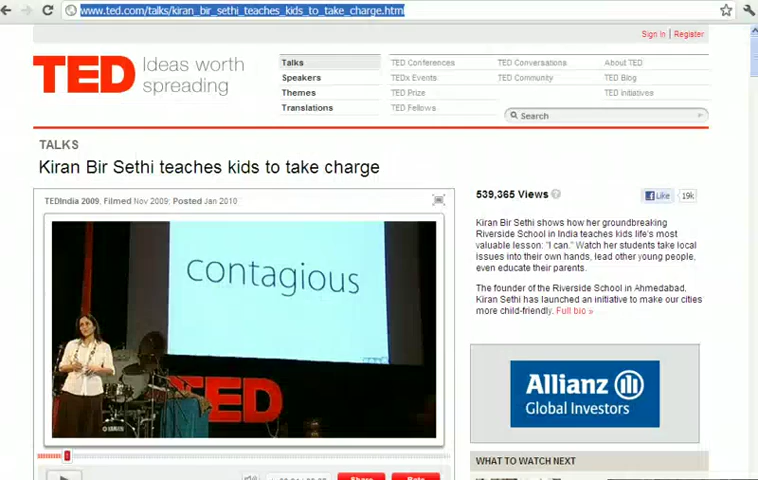 www.ted.com/talks/kiran_bir_sethi_teaches_kids_to_take_charge.html
Sign In | Register
TED Ideas worth spreading
Talks
Speakers
Themes
Translations
TED Conferences
TEDx Events
TED Prize
TED Fellows
TED Conversations
TED Community
About TED
TED Blog
TED Initiatives
Search
TALKS
Kiran Bir Sethi teaches kids to take charge
TEDIndia 2009, Filmed Nov 2009; Posted Jan 2010
contagious
TED
YAMAHA
539,365 Views
Like 19k
Kiran Bir Sethi shows how her groundbreaking
Riverside School in India teaches kids life's most
valuable lesson: "I can." Watch her students take local
issues into their own hands, lead other young people,
even educate their parents.
The founder of the Riverside School in Ahmedabad,
Kiran Sethi has launched an initiative to make our cities
more child-friendly. Full bio »
Allianz
Global Investors
WHAT TO WATCH NEXT
Share
Rate